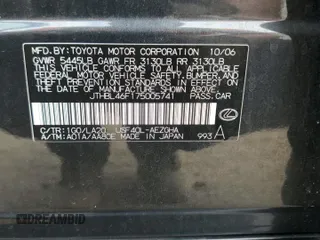 MFD.BY:TOYOTA MOTOR CORPORATION 10/06
GVWR 5445LB GAWR FR 3130LB RR 3130LB
THIS VEHICLE CONFORMS TO ALL APPLICABLE FEDERAL
MOTOR VEHICLE SAFETY, BUMPER, AND THEFT PREVENTION
STANDARDS IN EFFECT ON THE DATE OF MANUFACTURE
SHOWN ABOVE.
JTHBL46F175005741
PASS. CAR
C/TR:1G0/LA20 USF40L-AEZGHA
A/TM:A01A/AA80E MADE IN JAPAN 993 A
DREAMBID